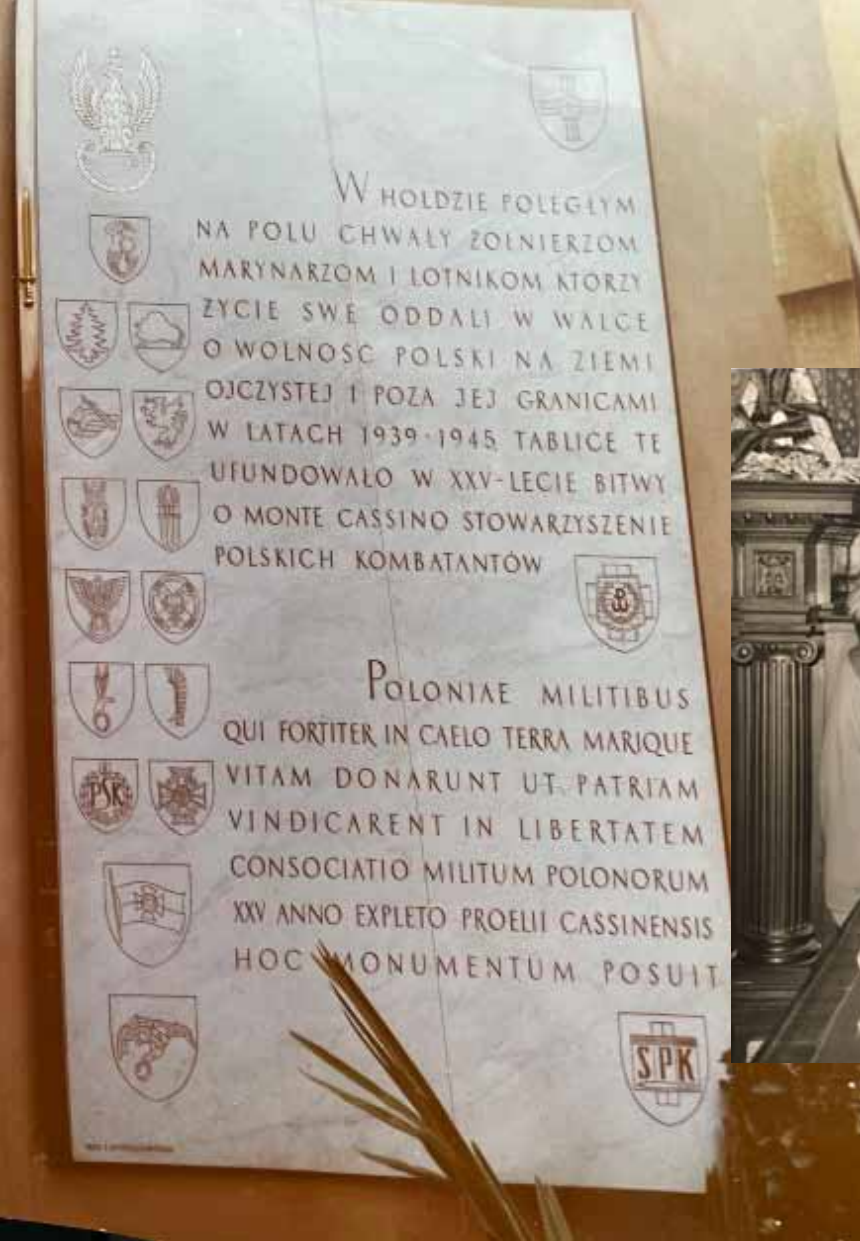 W HOŁDZIE POLEGŁYM
NA POLU CHWAŁY ŻOŁNIERZOM
MARYNARZOM I LOTNIKOM KTÓRZY
ŻYCIE SWE ODDALI W WALCE
O WOLNOŚĆ POLSKI NA ZIEMI
OJCZYSTEJ I POZA JEJ GRANICAMI
W LATACH 1939-1945 TABLICE TE
UFUNDOWAŁO W XXV-LECIE BITWY
O MONTE CASSINO STOWARZYSZENIE
POLSKICH KOMBATANTÓW
POLONIAE MILITIBUS
QUI FORTITER IN CAELO TERRA MARIQUE
VITAM DONARUNT UT PATRIAM
VINDICARENT IN LIBERTATEM
CONSOCIATIO MILITUM POLONORUM
XXV ANNO EXPLETO PROELII CASSINENSIS
HOC MONUMENTUM POSUIT
PSK
SPK